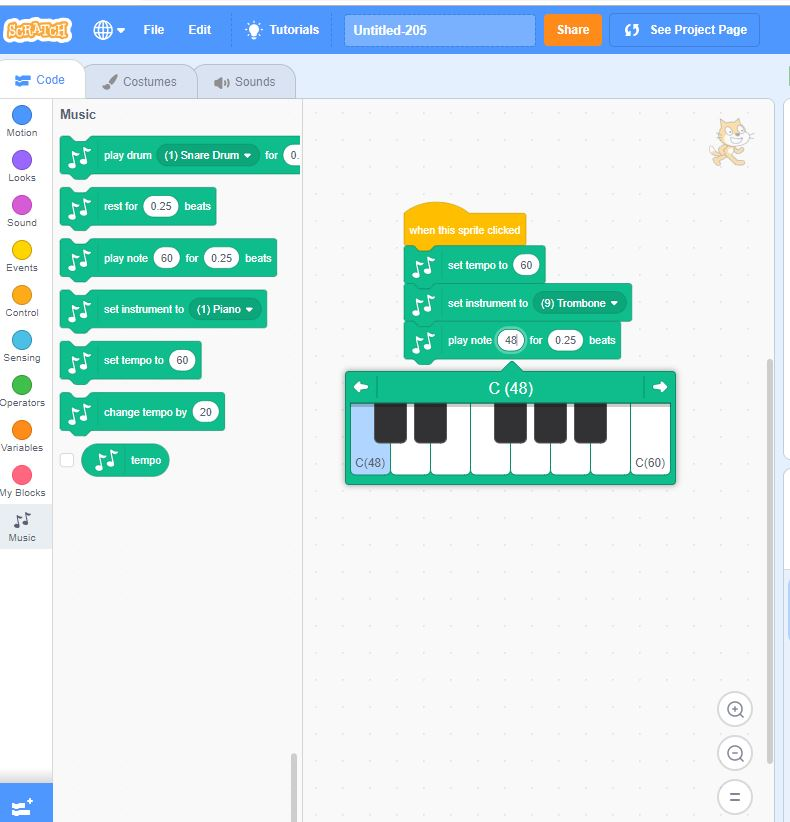 SCRATCH File Edit Tutorials Untitled-205 Share See Project Page
Code Costumes Sounds
Motion
Looks
Sound
Events
Control
Sensing
Operators
Variables
My Blocks
Music
Music
play drum (1) Snare Drum for 0.
rest for 0.25 beats
play note 60 for 0.25 beats
set instrument to (1) Piano
set tempo to 60
change tempo by 20
tempo
when this sprite clicked
set tempo to 60
set instrument to (9) Trombone
play note 48 for 0.25 beats
C (48)
C(48) C(60)